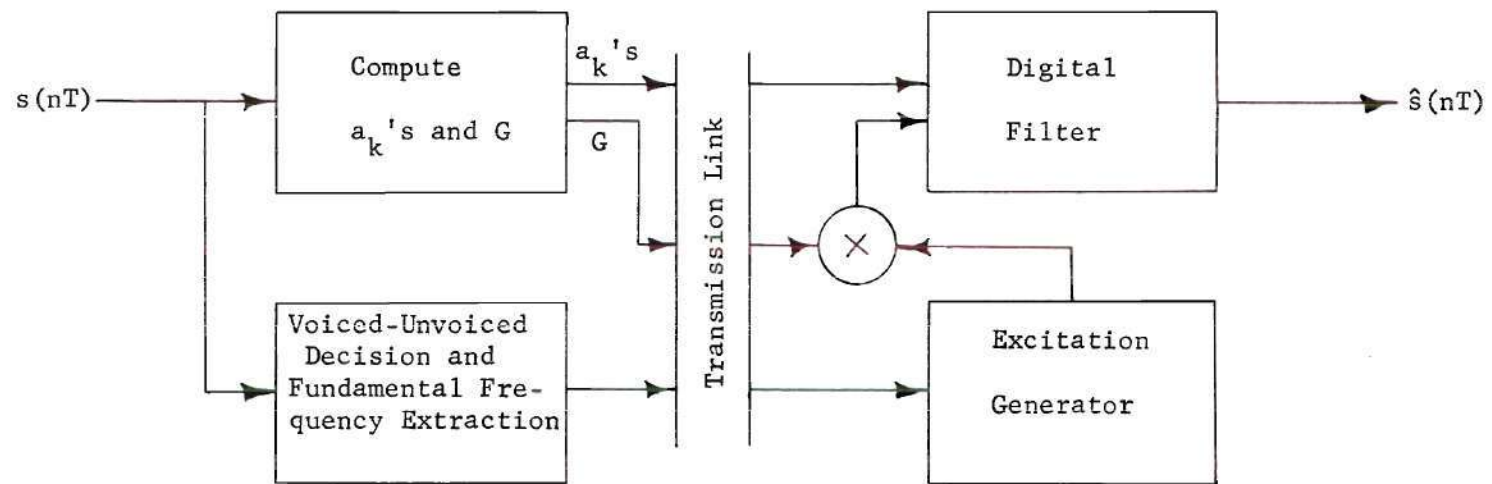 s(nT)
Compute
a_k's and G
a_k's
G
Voiced-Unvoiced
Decision and
Fundamental Fre-
quency Extraction
Transmission Link
×
Digital
Filter
Excitation
Generator
ŝ(nT)